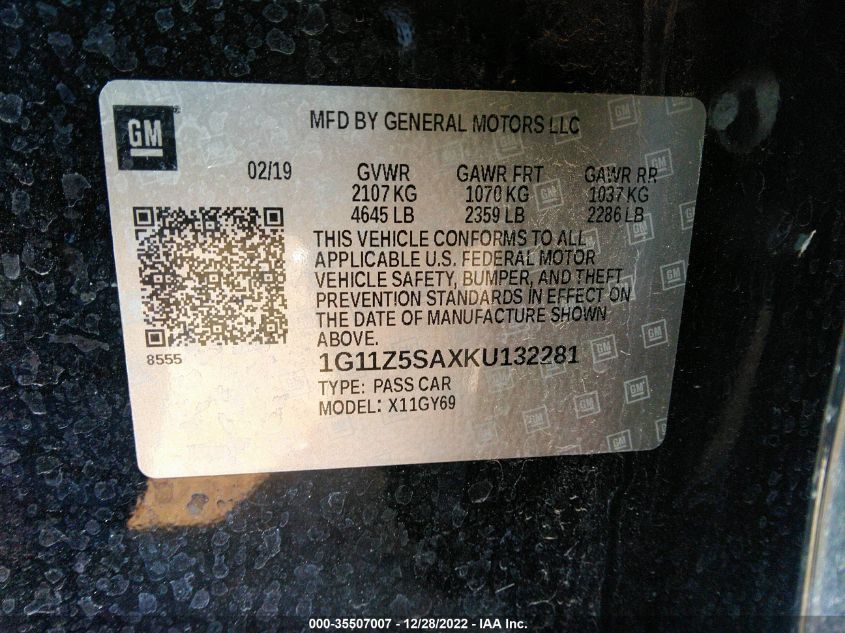 GM
MFD BY GENERAL MOTORS LLC
02/19 GVWR GAWR FRT GAWR RR
2107 KG 1070 KG 1037 KG
4645 LB 2359 LB 2286 LB
THIS VEHICLE CONFORMS TO ALL
APPLICABLE U.S. FEDERAL MOTOR
VEHICLE SAFETY, BUMPER, AND THEFT
PREVENTION STANDARDS IN EFFECT ON
THE DATE OF MANUFACTURE SHOWN
ABOVE.
8555
1G11Z5SAXKU132281
TYPE: PASS CAR
MODEL: X11GY69
000-35507007 - 12/28/2022 - IAA Inc.